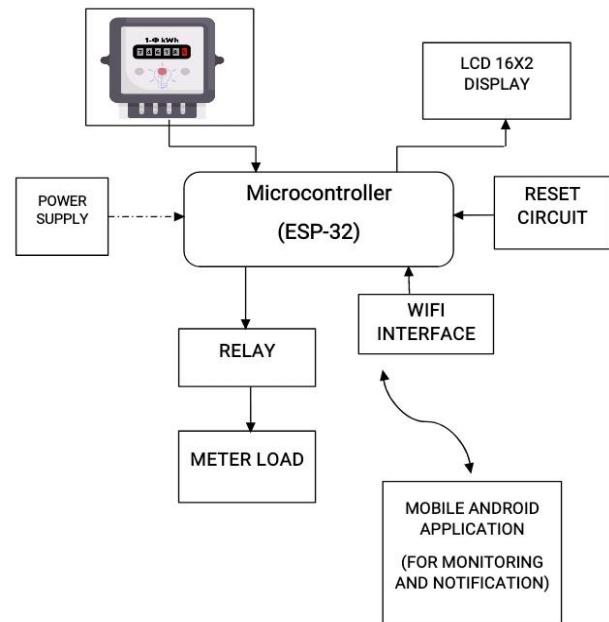 1-Φ kWh
LCD 16X2
DISPLAY
POWER
SUPPLY
Microcontroller
(ESP-32)
RESET
CIRCUIT
WIFI
INTERFACE
RELAY
METER LOAD
MOBILE ANDROID
APPLICATION
(FOR MONITORING
AND NOTIFICATION)